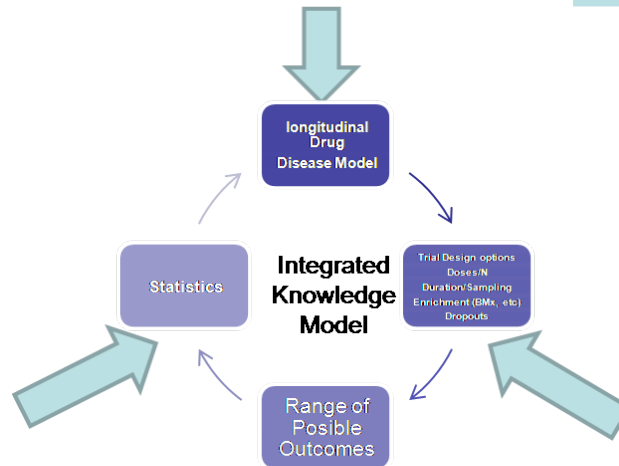 longitudinal
Drug
Disease Model
Trial Design options
Doses/N
Duration/Sampling
Enrichment (BMx, etc)
Dropouts
Integrated
Knowledge
Model
Statistics
Range of
Posible
Outcomes